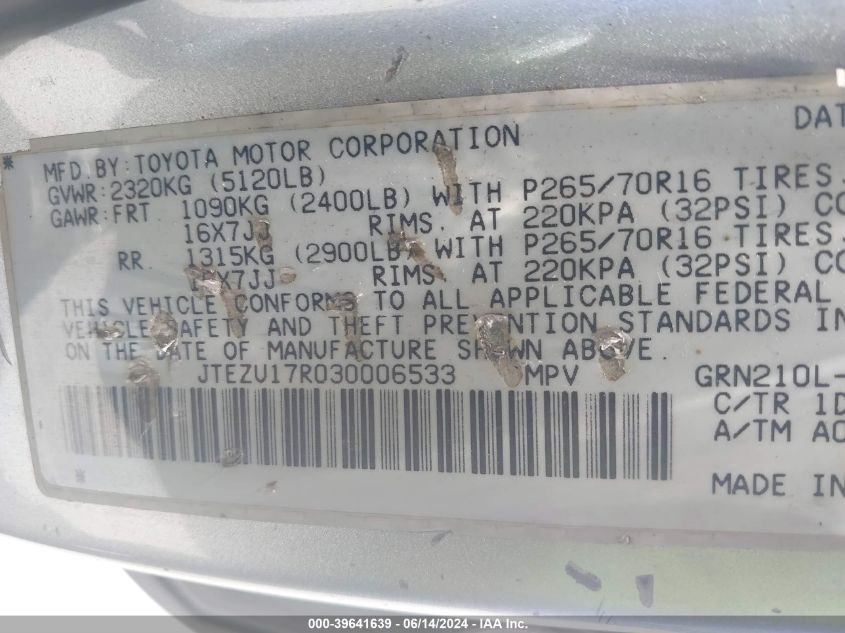 DAT
* MFD.BY:TOYOTA MOTOR CORPORATION
GVWR:2320KG (5120LB)
GAWR:FRT 1090KG (2400LB) WITH P265/70R16 TIRES.
16X7JJ RIMS. AT 220KPA (32PSI) CO
RR. 1315KG (2900LB) WITH P265/70R16 TIRES.
16X7JJ RIMS. AT 220KPA (32PSI) CO
THIS VEHICLE CONFORMS TO ALL APPLICABLE FEDERAL
VEHICLE SAFETY AND THEFT PREVENTION STANDARDS IN
ON THE DATE OF MANUFACTURE SHOWN ABOVE.
JTEZU17R030006533 MPV GRN210L-
C/TR 1D
A/TM A0
*
MADE IN
000-39641639 - 06/14/2024 - IAA Inc.